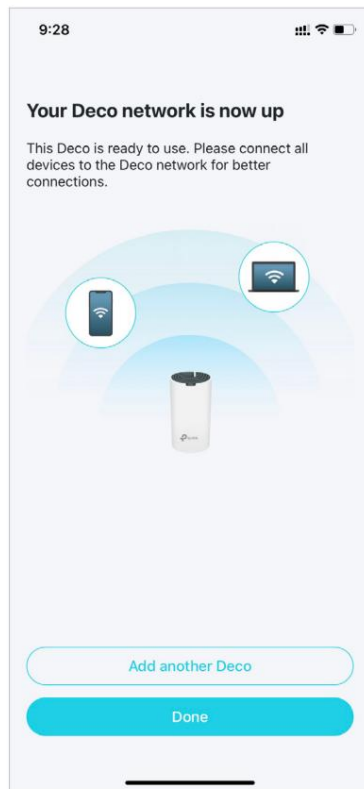 9:28
Your Deco network is now up
This Deco is ready to use. Please connect all
devices to the Deco network for better
connections.
Add another Deco
Done